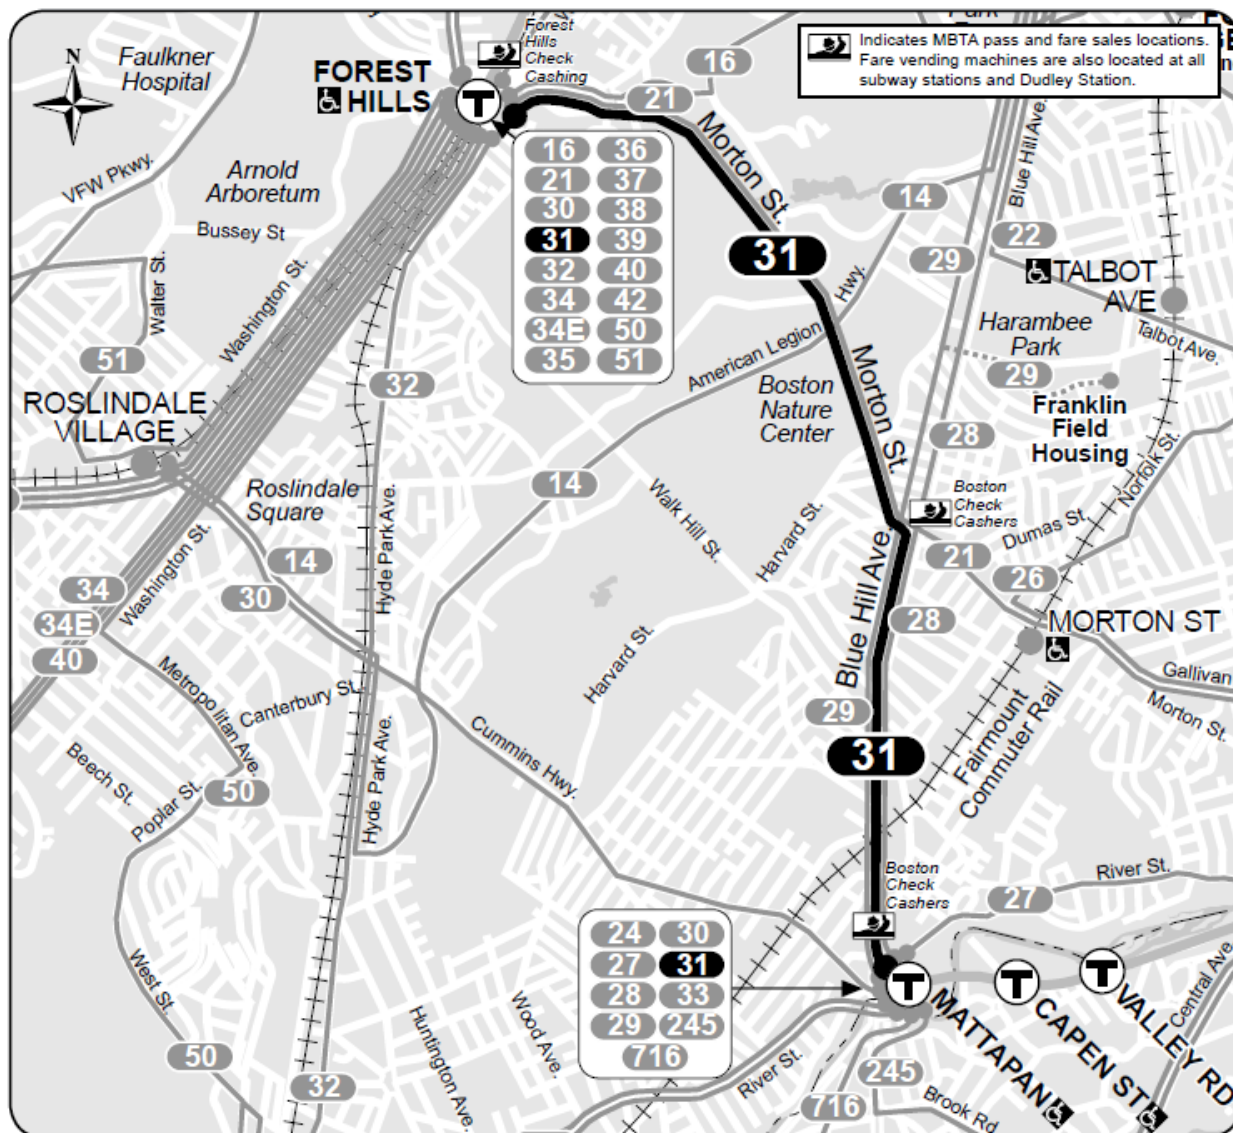 Indicates MBTA pass and fare sales locations.
Fare vending machines are also located at all
subway stations and Dudley Station.
N
Faulkner
Hospital
FOREST
HILLS
Forest
Hills
Check
Cashing
16
21
Morton St.
Blue Hill Ave.
VFW Pkwy.
Arnold
Arboretum
Bussey St
Walter St.
Washington St.
16 36
21 37
30 38
31 39
32 40
34 42
34E 50
35 51
14
22
29
31
TALBOT
AVE
Talbot Ave.
Harambee
Park
29
Franklin
Field
Housing
American Legion
Hwy.
Boston
Nature
Center
Morton St.
28
51
32
ROSLINDALE
VILLAGE
Roslindale
Square
14
Walk Hill St.
Harvard St.
Norfolk St.
Boston
Check
Cashers
Dumas St.
21
26
Washington St.
Hyde Park Ave.
14
30
34
34E
40
Blue Hill Ave.
28
MORTON ST
Gallivan
Morton St.
Harvard St.
Metropolitan Ave.
Canterbury St.
29
31
Fairmount
Commuter Rail
Cummins Hwy.
Hyde Park Ave.
Beech St.
Poplar St.
50
Boston
Check
Cashers
River St.
27
24 30
27 31
28 33
29 245
716
T MATTAPAN
T CAPEN ST
T VALLEY RD
Central Ave.
West St.
50
32
Huntington Ave.
Wood Ave.
River St.
245
716
Brook Rd